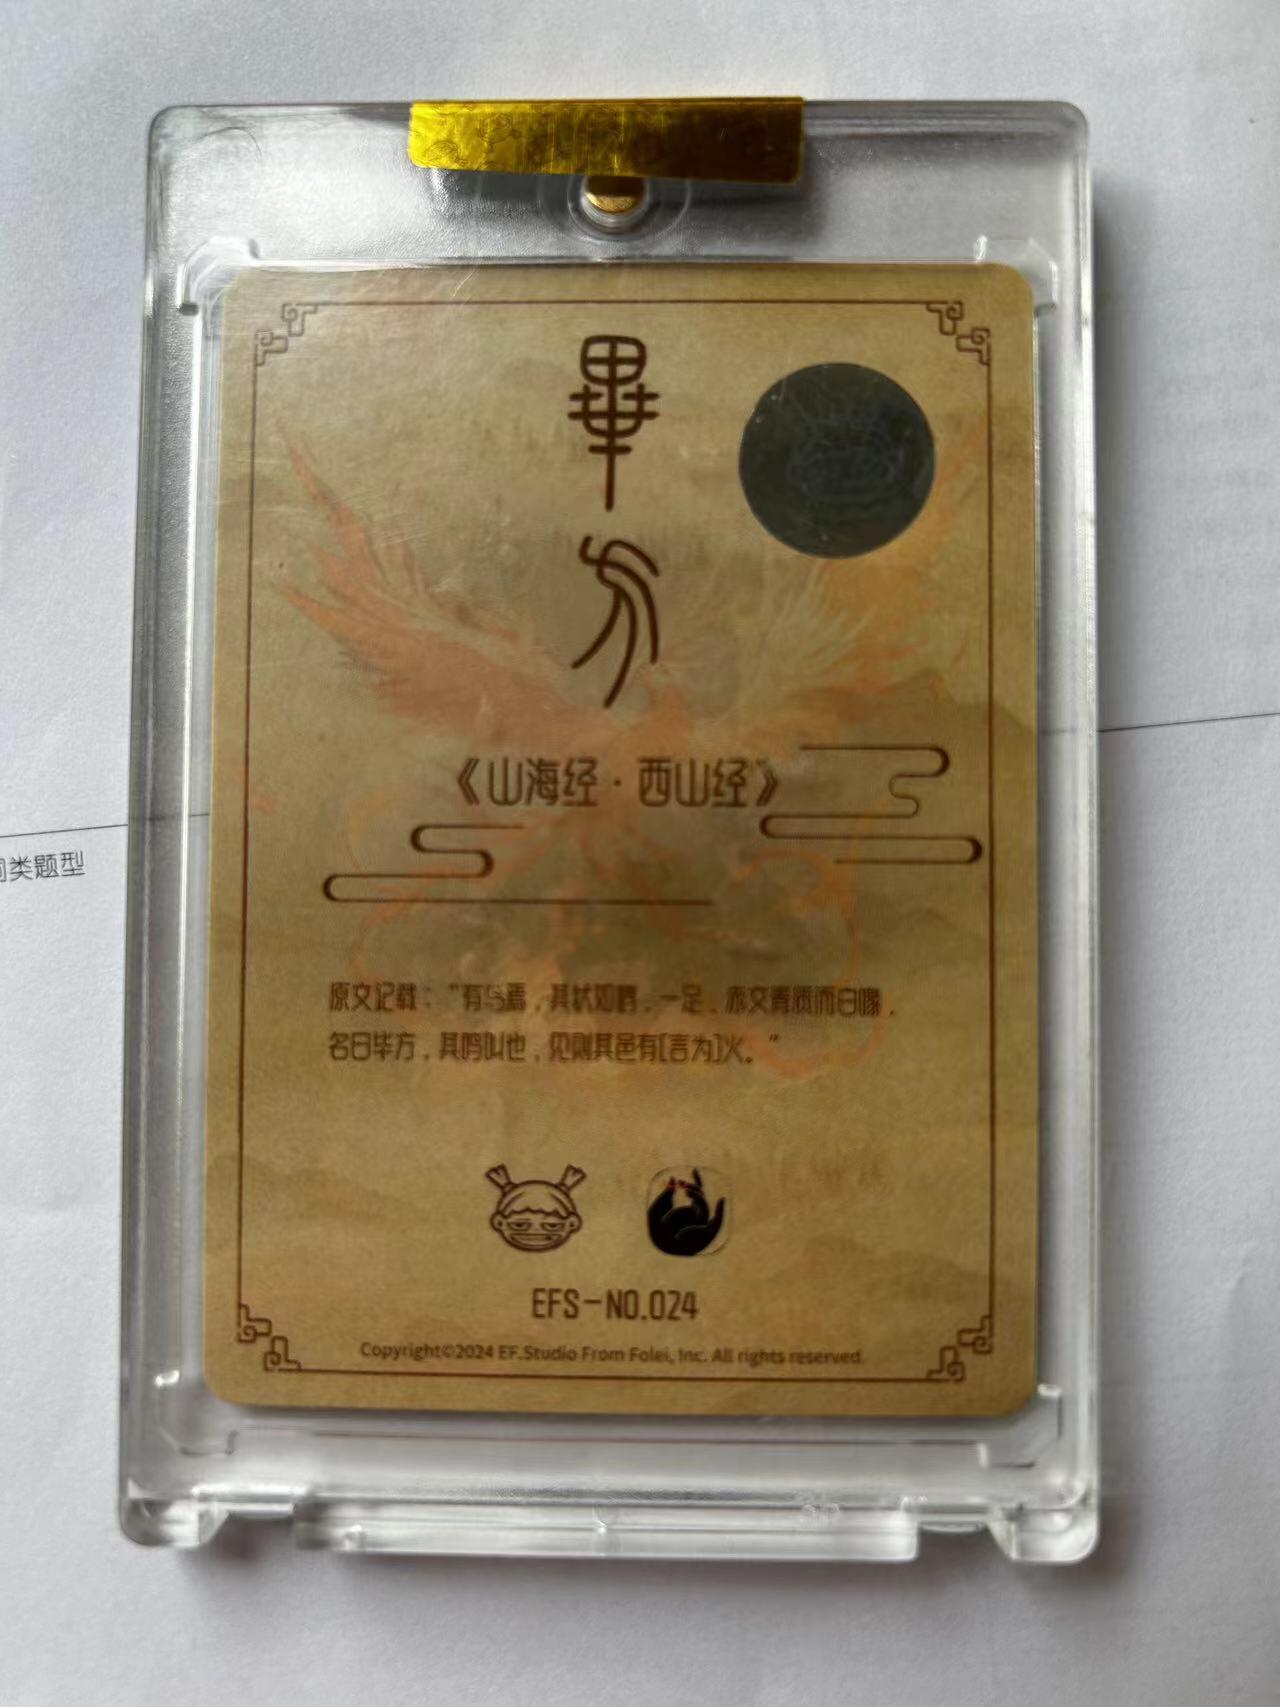 畢
方
《山海经·西山经》
同类题型
原文记载：“有鸟焉，其状如鹤，一足，赤文青质而白喙，
名曰毕方，其鸣叫也，见则其邑有[言为]火。”
EFS-NO.024
Copyright©2024 EF.Studio From Folei, Inc. All rights reserved.